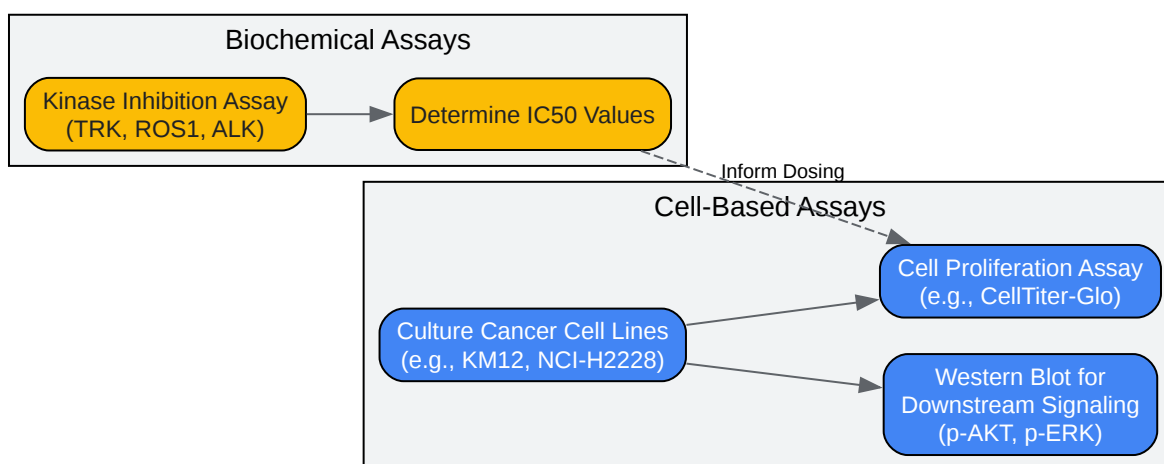 Biochemical Assays
Kinase Inhibition Assay
(TRK, ROS1, ALK)
Determine IC50 Values
Inform Dosing
Cell-Based Assays
Cell Proliferation Assay
(e.g., CellTiter-Glo)
Culture Cancer Cell Lines
(e.g., KM12, NCI-H2228)
Western Blot for
Downstream Signaling
(p-AKT, p-ERK)